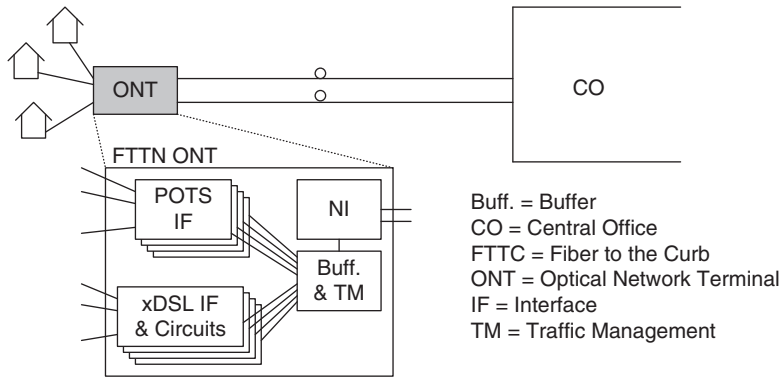 ONT
CO
FTTN ONT
POTS
IF
NI
Buff.
& TM
xDSL IF
& Circuits
Buff. = Buffer
CO = Central Office
FTTC = Fiber to the Curb
ONT = Optical Network Terminal
IF = Interface
TM = Traffic Management